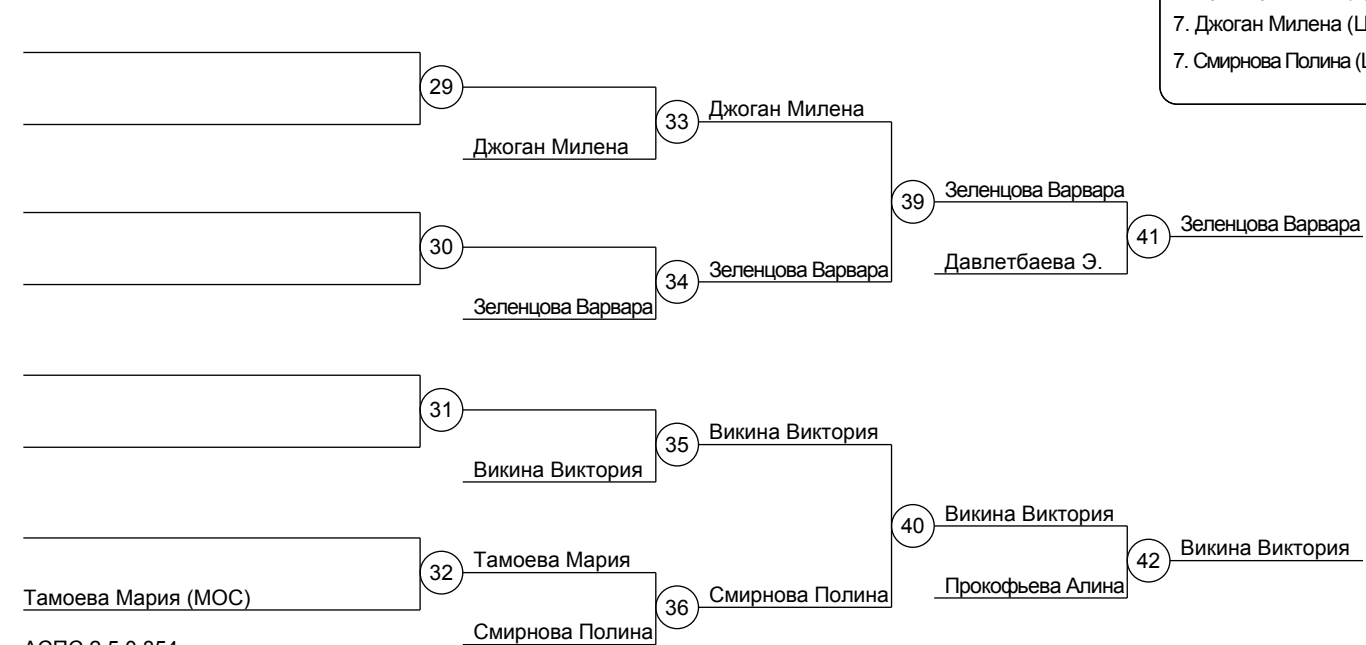 7. Джоган Милена
7. Смирнова Полина
29
33
Джоган Милена
Джоган Милена
39
Зеленцова Варвара
41
Зеленцова Варвара
30
34
Зеленцова Варвара
Давлетбаева Э.
Зеленцова Варвара
31
35
Викина Виктория
Викина Виктория
40
Викина Виктория
42
Викина Виктория
32
Тамоева Мария
Тамоева Мария (МОС)
36
Смирнова Полина
Прокофьева Алина
Смирнова Полина